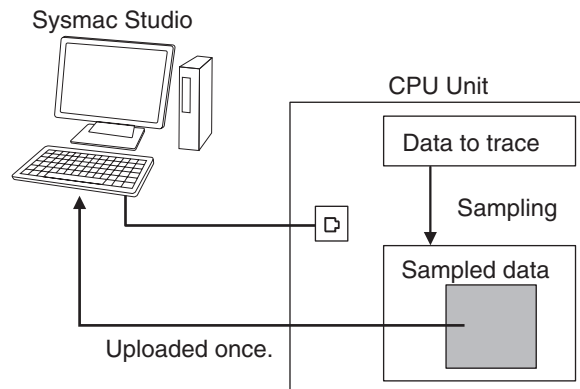 Sysmac Studio
CPU Unit
Data to trace
Sampling
Sampled data
Uploaded once.